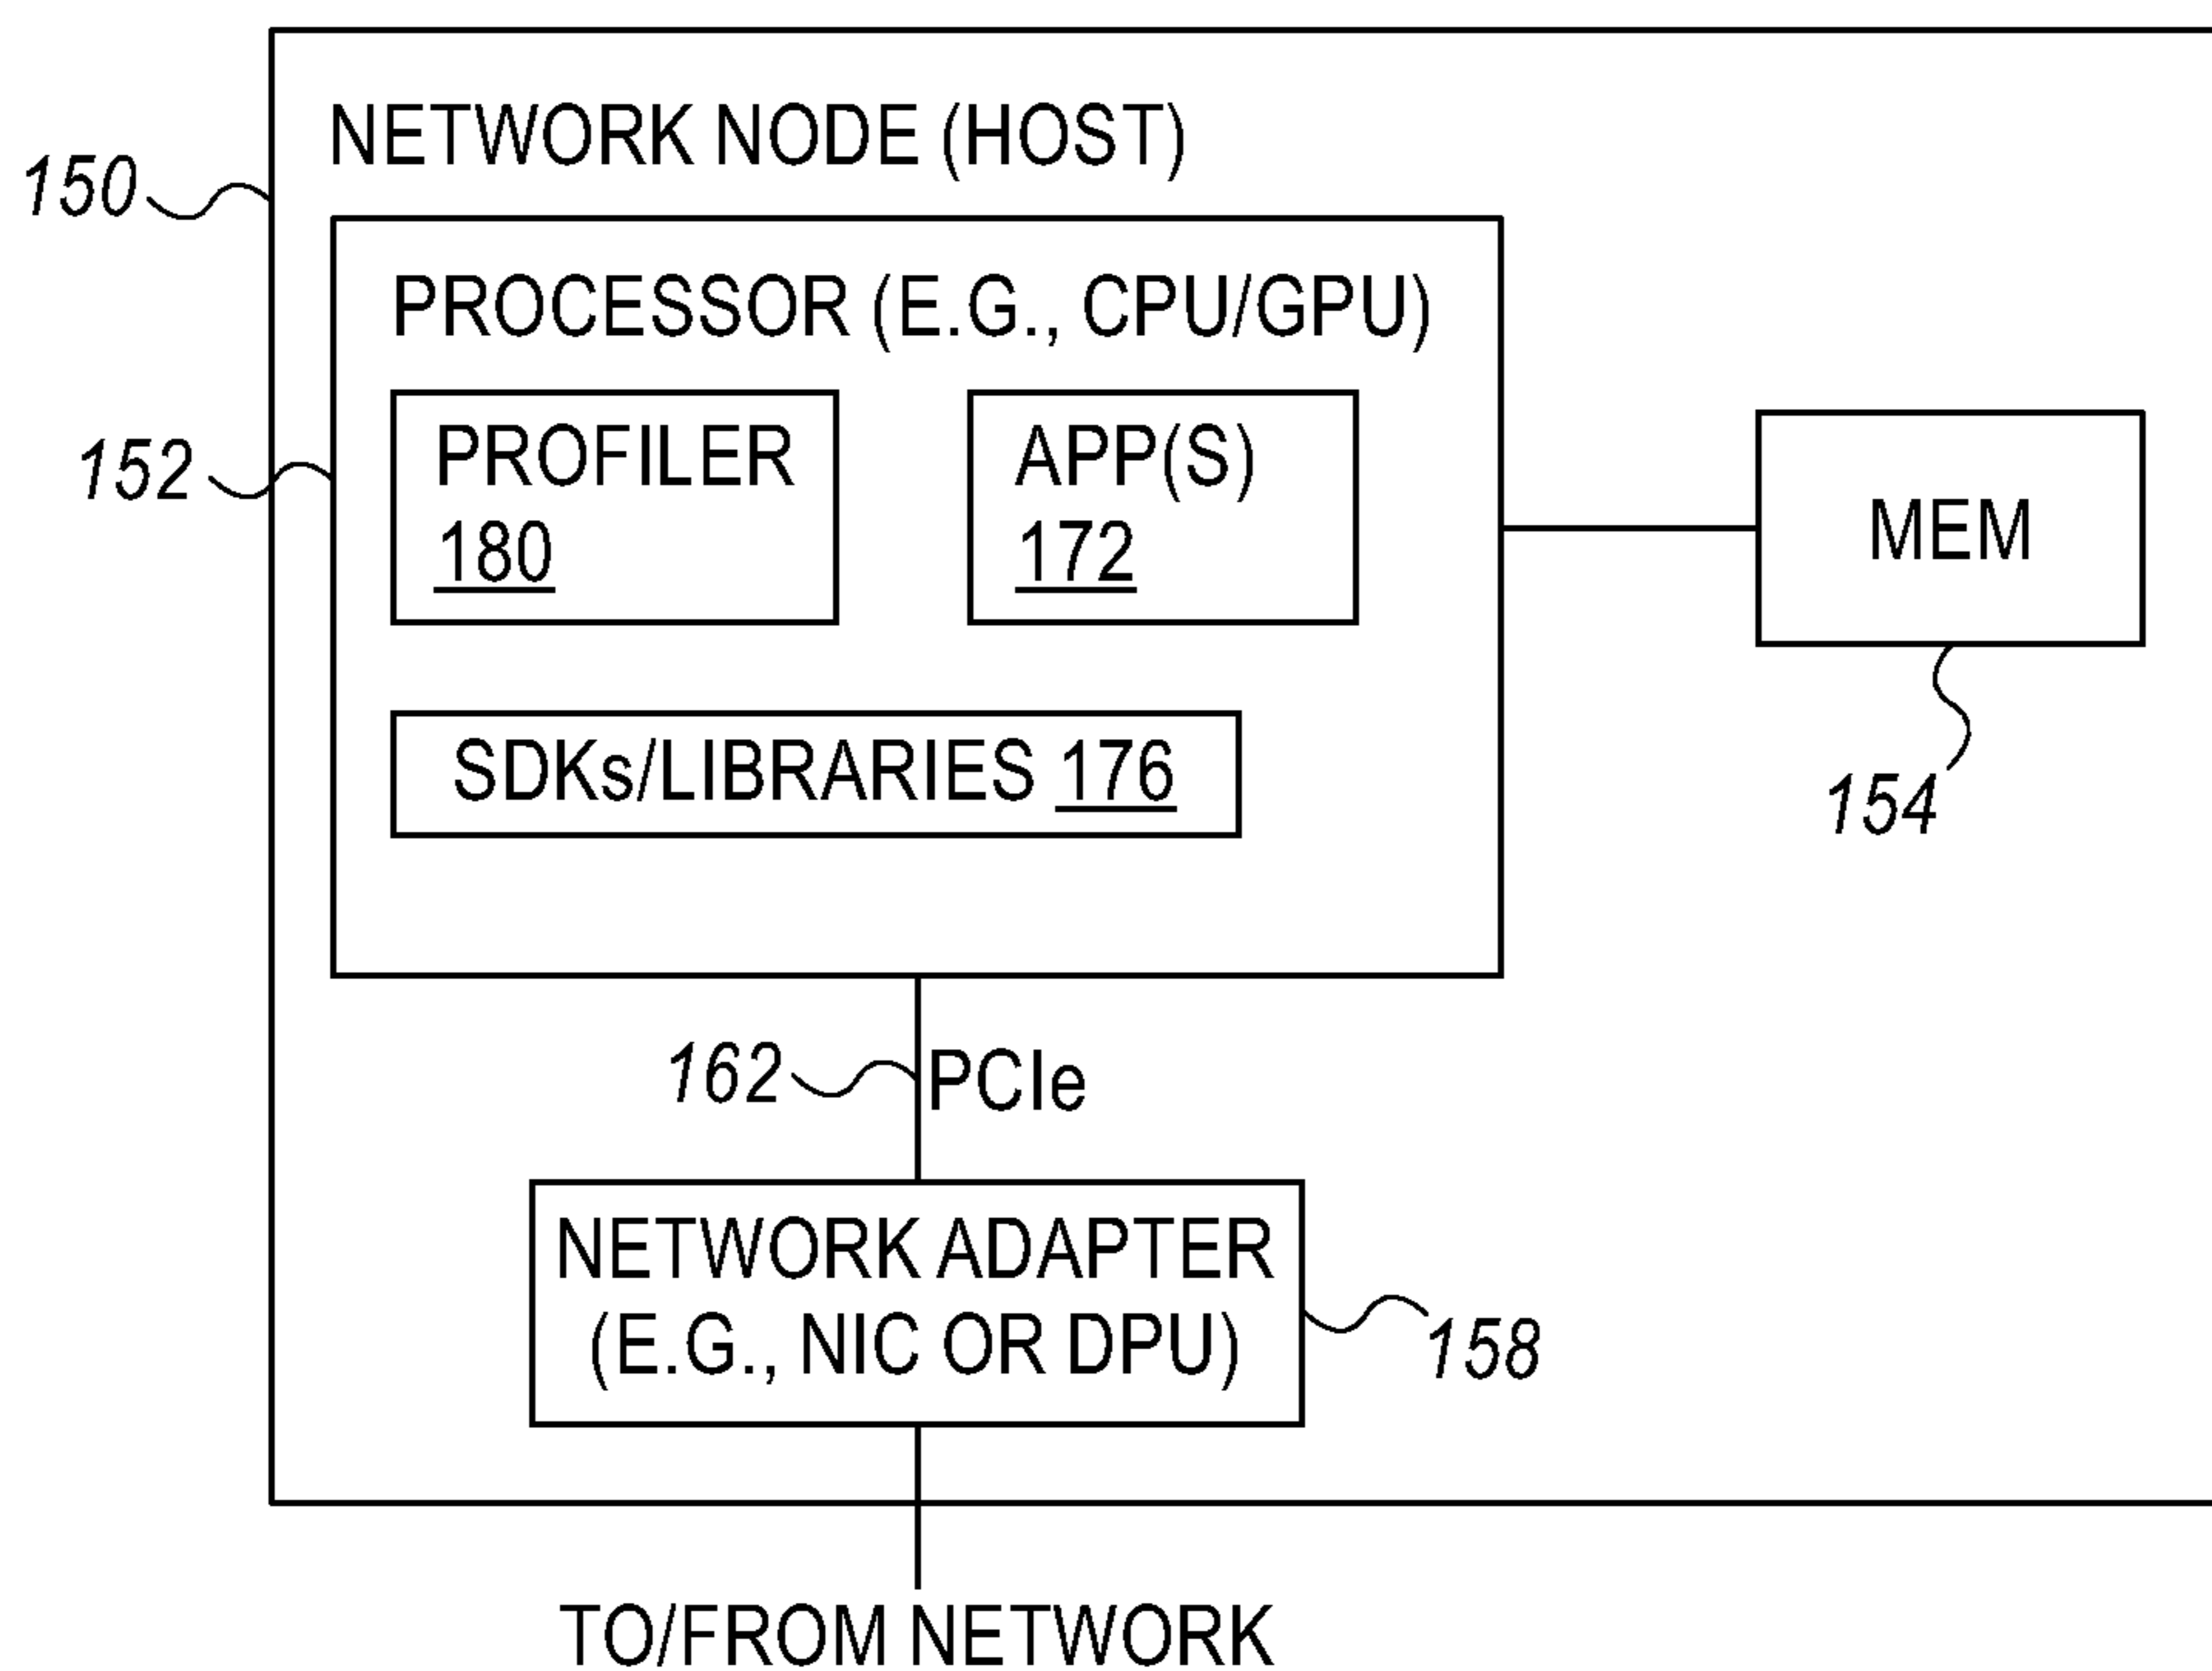 NETWORK NODE (HOST)
150
PROCESSOR (E.G., CPU/GPU)
152
PROFILER
180
APP(S)
172
MEM
154
SDKs/LIBRARIES 176
162
PCIe
NETWORK ADAPTER
(E.G., NIC OR DPU)
158
TO/FROM NETWORK